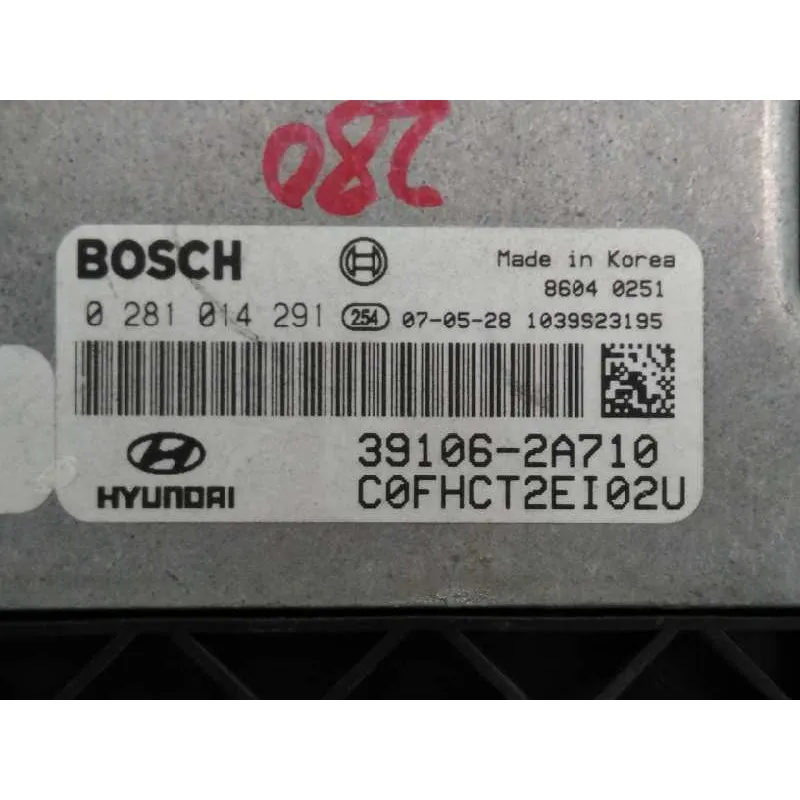 280
BOSCH Made in Korea
8604 0251
0 281 014 291 254 07-05-28 1039S23195
39106-2A710
HYUNDAI C0FHCT2EI02U